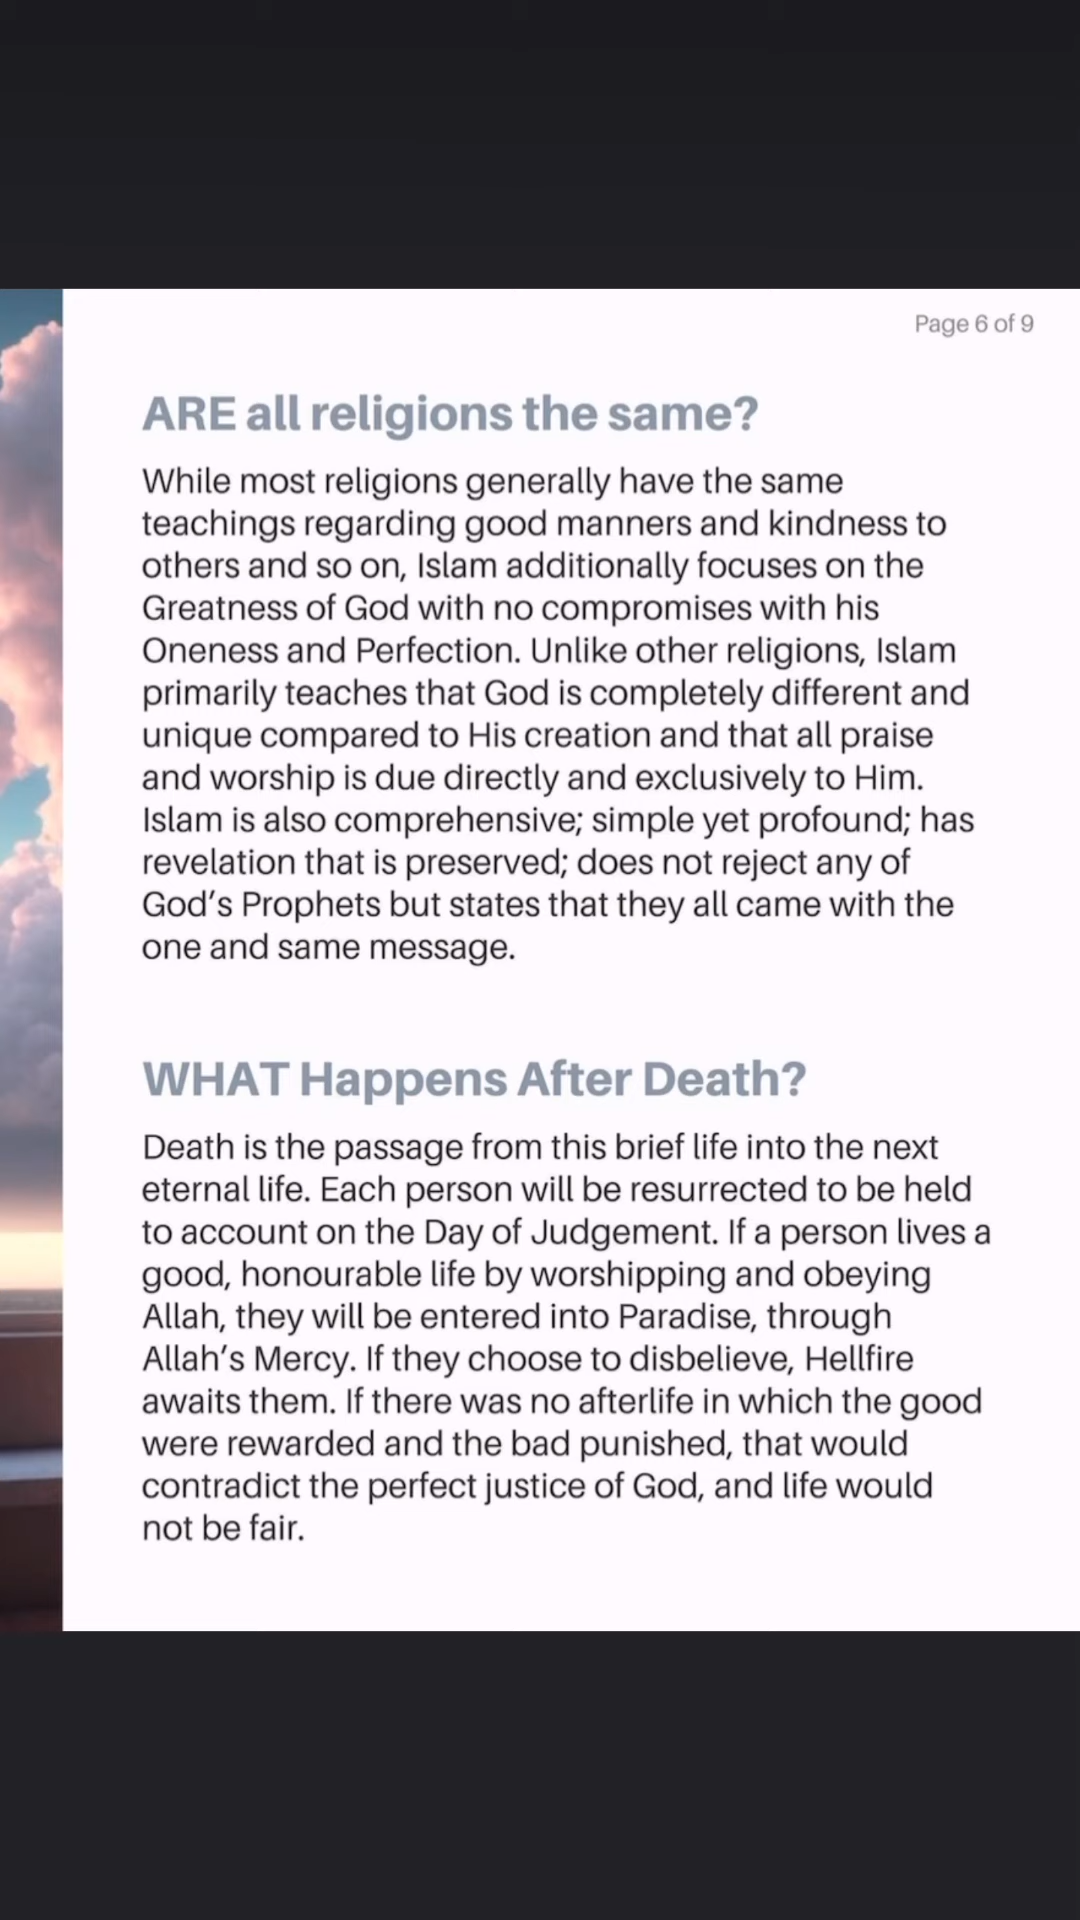 Page 6 of 9
ARE all religions the same?
While most religions generally have the same
teachings regarding good manners and kindness to
others and so on, Islam additionally focuses on the
Greatness of God with no compromises with his
Oneness and Perfection. Unlike other religions, Islam
primarily teaches that God is completely different and
unique compared to His creation and that all praise
and worship is due directly and exclusively to Him.
Islam is also comprehensive; simple yet profound; has
revelation that is preserved; does not reject any of
God’s Prophets but states that they all came with the
one and same message.
WHAT Happens After Death?
Death is the passage from this brief life into the next
eternal life. Each person will be resurrected to be held
to account on the Day of Judgement. If a person lives a
good, honourable life by worshipping and obeying
Allah, they will be entered into Paradise, through
Allah’s Mercy. If they choose to disbelieve, Hellfire
awaits them. If there was no afterlife in which the good
were rewarded and the bad punished, that would
contradict the perfect justice of God, and life would
not be fair.